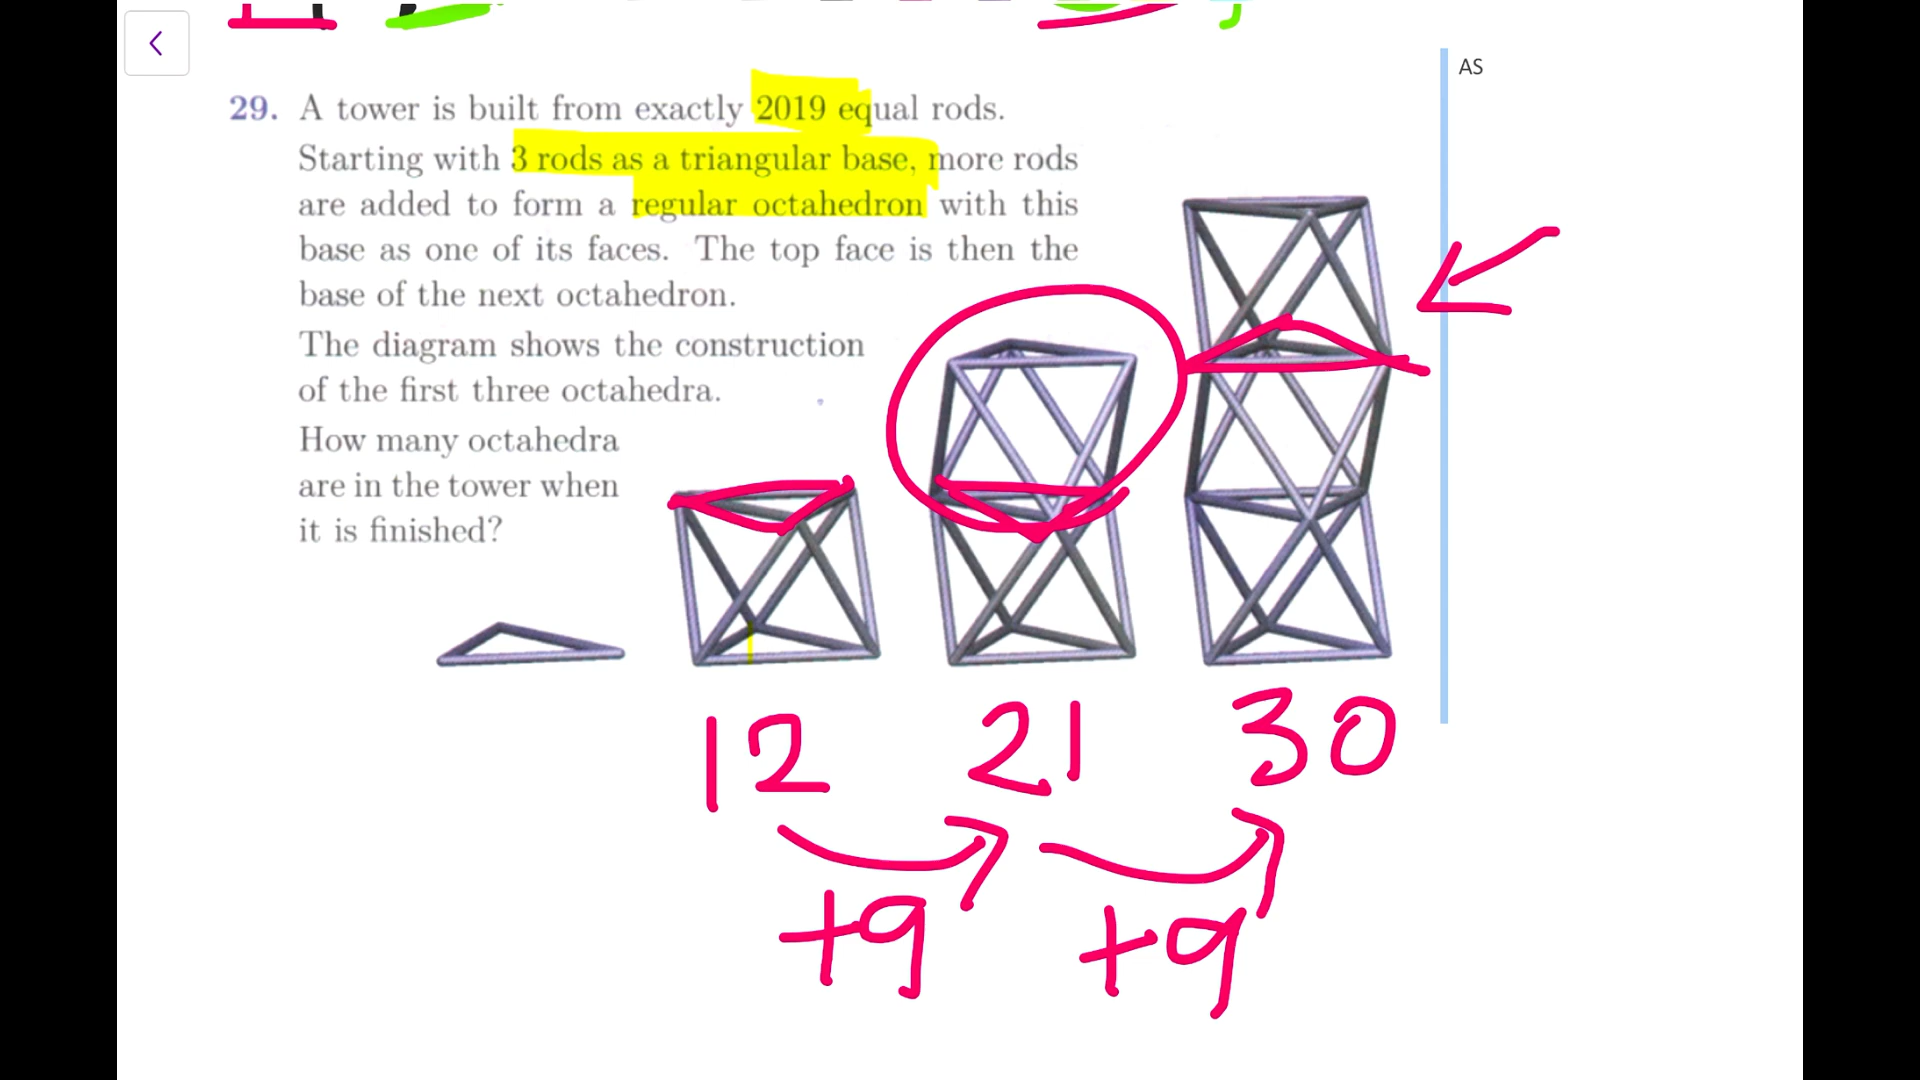 AS
29. A tower is built from exactly 2019 equal rods.
Starting with 3 rods as a triangular base, more rods
are added to form a regular octahedron with this
base as one of its faces. The top face is then the
base of the next octahedron.
The diagram shows the construction
of the first three octahedra.
How many octahedra
are in the tower when
it is finished?
12 21 30
+9 +9